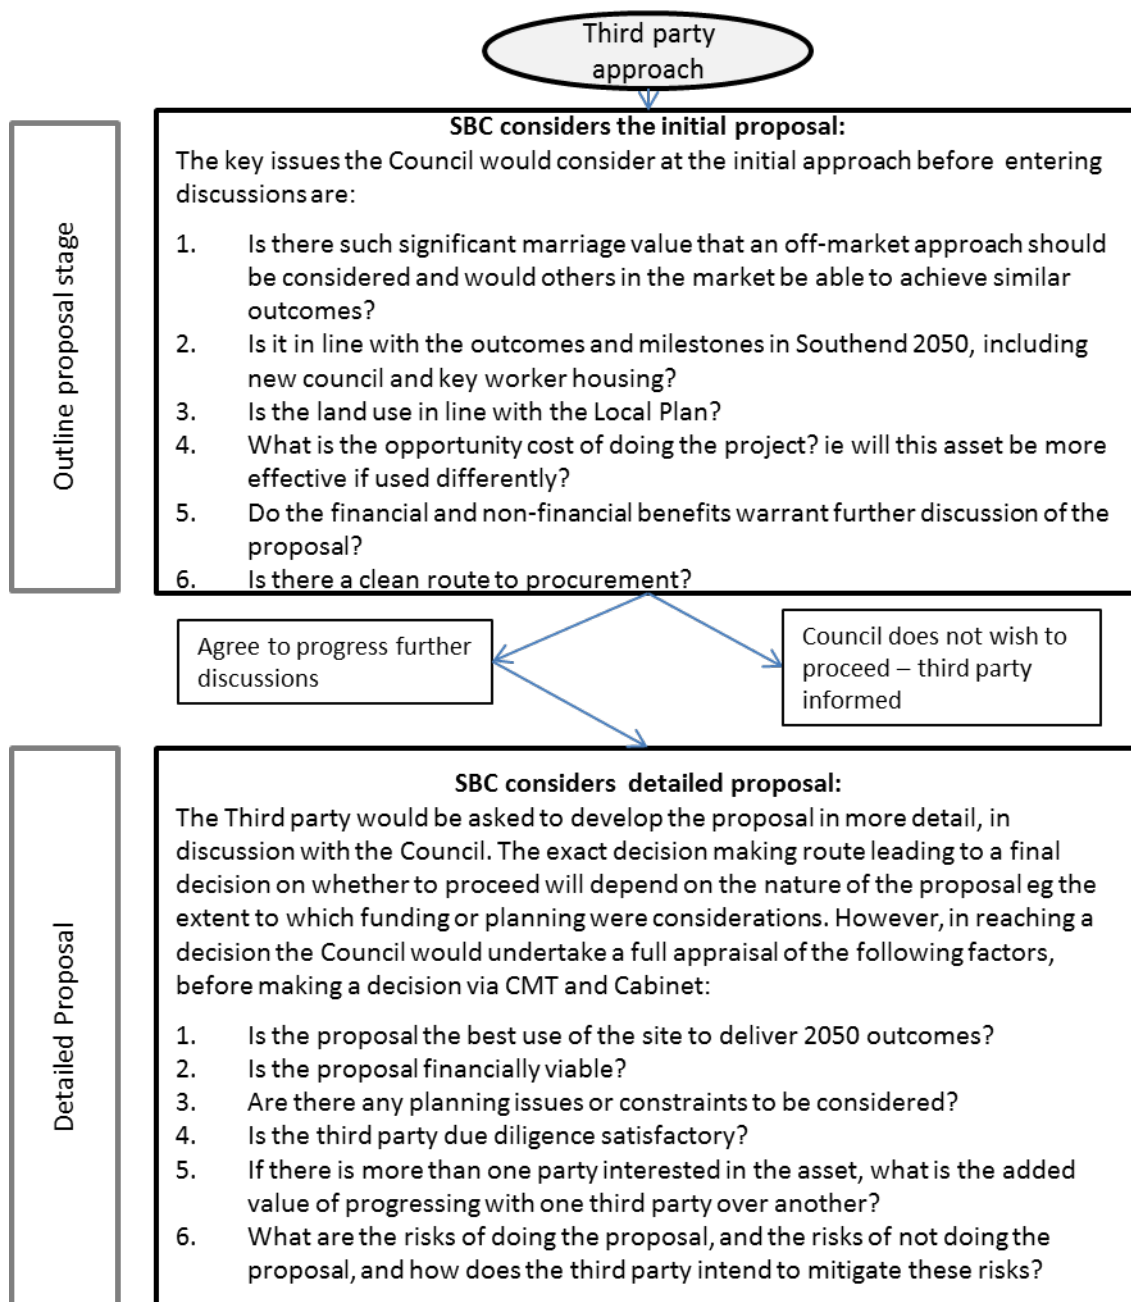 Third party
approach
Outline proposal stage
SBC considers the initial proposal:
The key issues the Council would consider at the initial approach before entering
discussions are:
1. Is there such significant marriage value that an off-market approach should
be considered and would others in the market be able to achieve similar
outcomes?
2. Is it in line with the outcomes and milestones in Southend 2050, including
new council and key worker housing?
3. Is the land use in line with the Local Plan?
4. What is the opportunity cost of doing the project? ie will this asset be more
effective if used differently?
5. Do the financial and non-financial benefits warrant further discussion of the
proposal?
6. Is there a clean route to procurement?
Agree to progress further
discussions
Council does not wish to
proceed – third party
informed
Detailed Proposal
SBC considers detailed proposal:
The Third party would be asked to develop the proposal in more detail, in
discussion with the Council. The exact decision making route leading to a final
decision on whether to proceed will depend on the nature of the proposal eg the
extent to which funding or planning were considerations. However, in reaching a
decision the Council would undertake a full appraisal of the following factors,
before making a decision via CMT and Cabinet:
1. Is the proposal the best use of the site to deliver 2050 outcomes?
2. Is the proposal financially viable?
3. Are there any planning issues or constraints to be considered?
4. Is the third party due diligence satisfactory?
5. If there is more than one party interested in the asset, what is the added
value of progressing with one third party over another?
6. What are the risks of doing the proposal, and the risks of not doing the
proposal, and how does the third party intend to mitigate these risks?